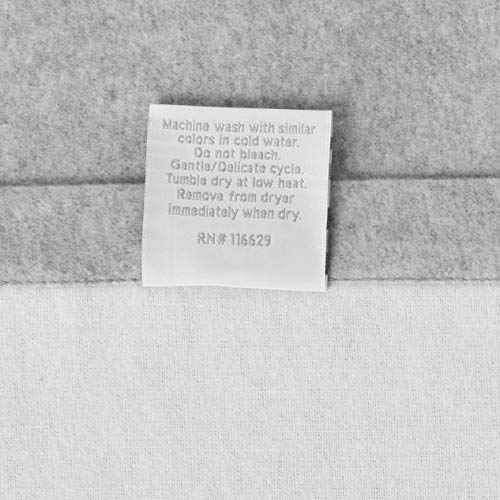 Machine wash with similar
colors in cold water.
Do not bleach.
Gentle/Delicate cycle.
Tumble dry at low heat.
Remove from dryer
immediately when dry.
RN# 116629